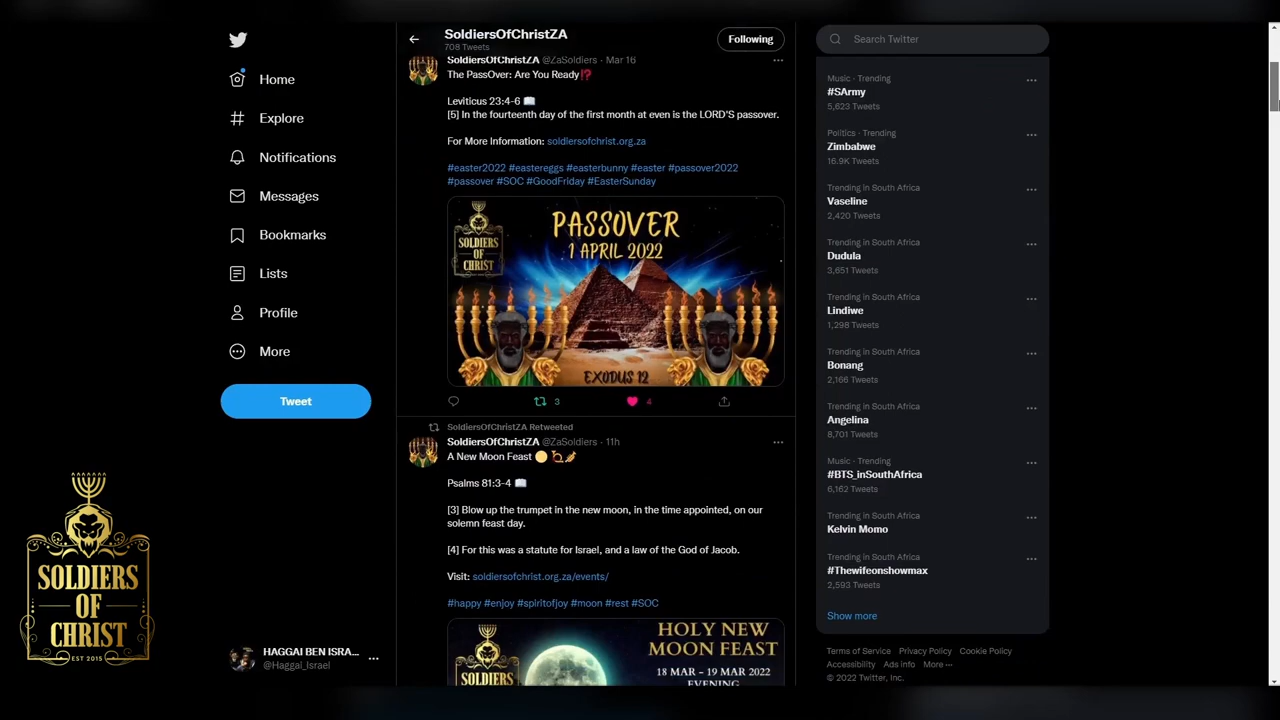 Home
Explore
Notifications
Messages
Bookmarks
Lists
Profile
More
Tweet
HAGGAI BEN ISRA...
@Haggai_Israel
SOLDIERS
OF
CHRIST
EST 2015
SoldiersOfChristZA
708 Tweets
Following
SoldiersOfChristZA @ZaSoldiers · Mar 16
The PassOver: Are You Ready⁉️
Leviticus 23:4-6 📖
[5] In the fourteenth day of the first month at even is the LORD'S passover.
For More Information: soldiersofchrist.org.za
#easter2022 #eastereggs #easterbunny #easter #passover2022
#passover #SOC #GoodFriday #EasterSunday
SOLDIERS
OF
CHRIST
PASSOVER
1 APRIL 2022
EXODUS 12
3
4
SoldiersOfChristZA Retweeted
SoldiersOfChristZA @ZaSoldiers · 11h
A New Moon Feast
Psalms 81:3-4 📖
[3] Blow up the trumpet in the new moon, in the time appointed, on our
solemn feast day.
[4] For this was a statute for Israel, and a law of the God of Jacob.
Visit: soldiersofchrist.org.za/events/
#happy #enjoy #spiritofjoy #moon #rest #SOC
SOLDIERS
HOLY NEW
MOON FEAST
18 MAR - 19 MAR 2022
EVENING
Search Twitter
Music · Trending
#SArmy
5,623 Tweets
Politics · Trending
Zimbabwe
16.9K Tweets
Trending in South Africa
Vaseline
2,420 Tweets
Trending in South Africa
Dudula
3,651 Tweets
Trending in South Africa
Lindiwe
1,298 Tweets
Trending in South Africa
Bonang
2,166 Tweets
Trending in South Africa
Angelina
8,701 Tweets
Music · Trending
#BTS_inSouthAfrica
6,162 Tweets
Trending in South Africa
Kelvin Momo
Trending in South Africa
#Thewifeonshowmax
2,593 Tweets
Show more
Terms of Service Privacy Policy Cookie Policy
Accessibility Ads info More ···
© 2022 Twitter, Inc.